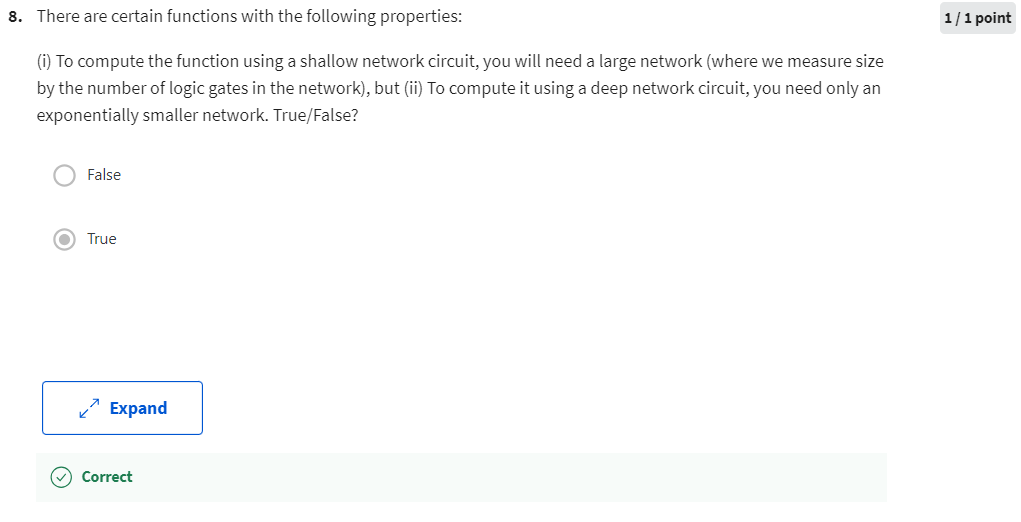 8. There are certain functions with the following properties:
1 / 1 point
(i) To compute the function using a shallow network circuit, you will need a large network (where we measure size
by the number of logic gates in the network), but (ii) To compute it using a deep network circuit, you need only an
exponentially smaller network. True/False?
False
True
Expand
Correct